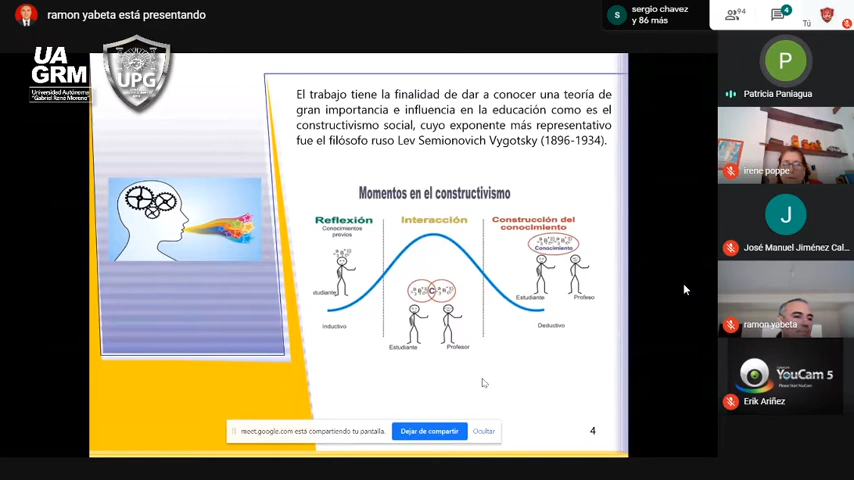 ramon yabeta está presentando
sergio chavez
y 86 más
94
4
Tú
UA
GRM
Universidad Autónoma
"Gabriel René Moreno"
UPG
El trabajo tiene la finalidad de dar a conocer una teoría de
gran importancia e influencia en la educación como es el
constructivismo social, cuyo exponente más representativo
fue el filósofo ruso Lev Semionovich Vygotsky (1896-1934).
Momentos en el constructivismo
Reflexión
Conocimientos
previos
Interacción
Construcción del
conocimiento
Conocimiento
studiante
Estudiante
Profeso
C
Inductivo
Deductivo
Estudiante
Profesor
meet.google.com está compartiendo tu pantalla.
Dejar de compartir
Ocultar
4
P
Patricia Paniagua
irene poppe
J
José Manuel Jiménez Cal...
ramon yabeta
YouCam 5
Erik Ariñez